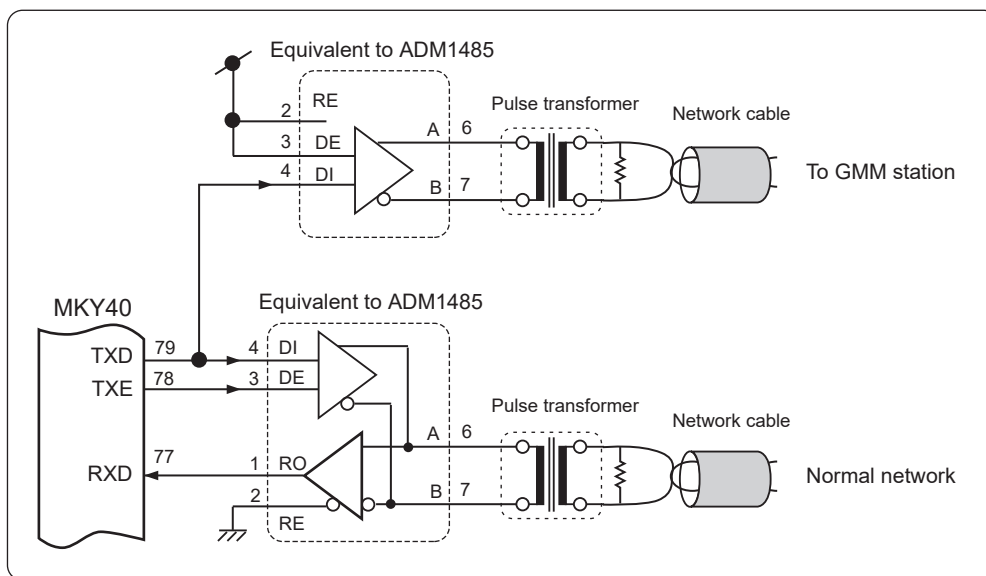 Equivalent to ADM1485
2 RE
3 DE
4 DI
A 6
B 7
Pulse transformer
Network cable
To GMM station
MKY40
TXD 79
TXE 78
RXD 77
Equivalent to ADM1485
4 DI
3 DE
1 RO
2 RE
A 6
B 7
Pulse transformer
Network cable
Normal network